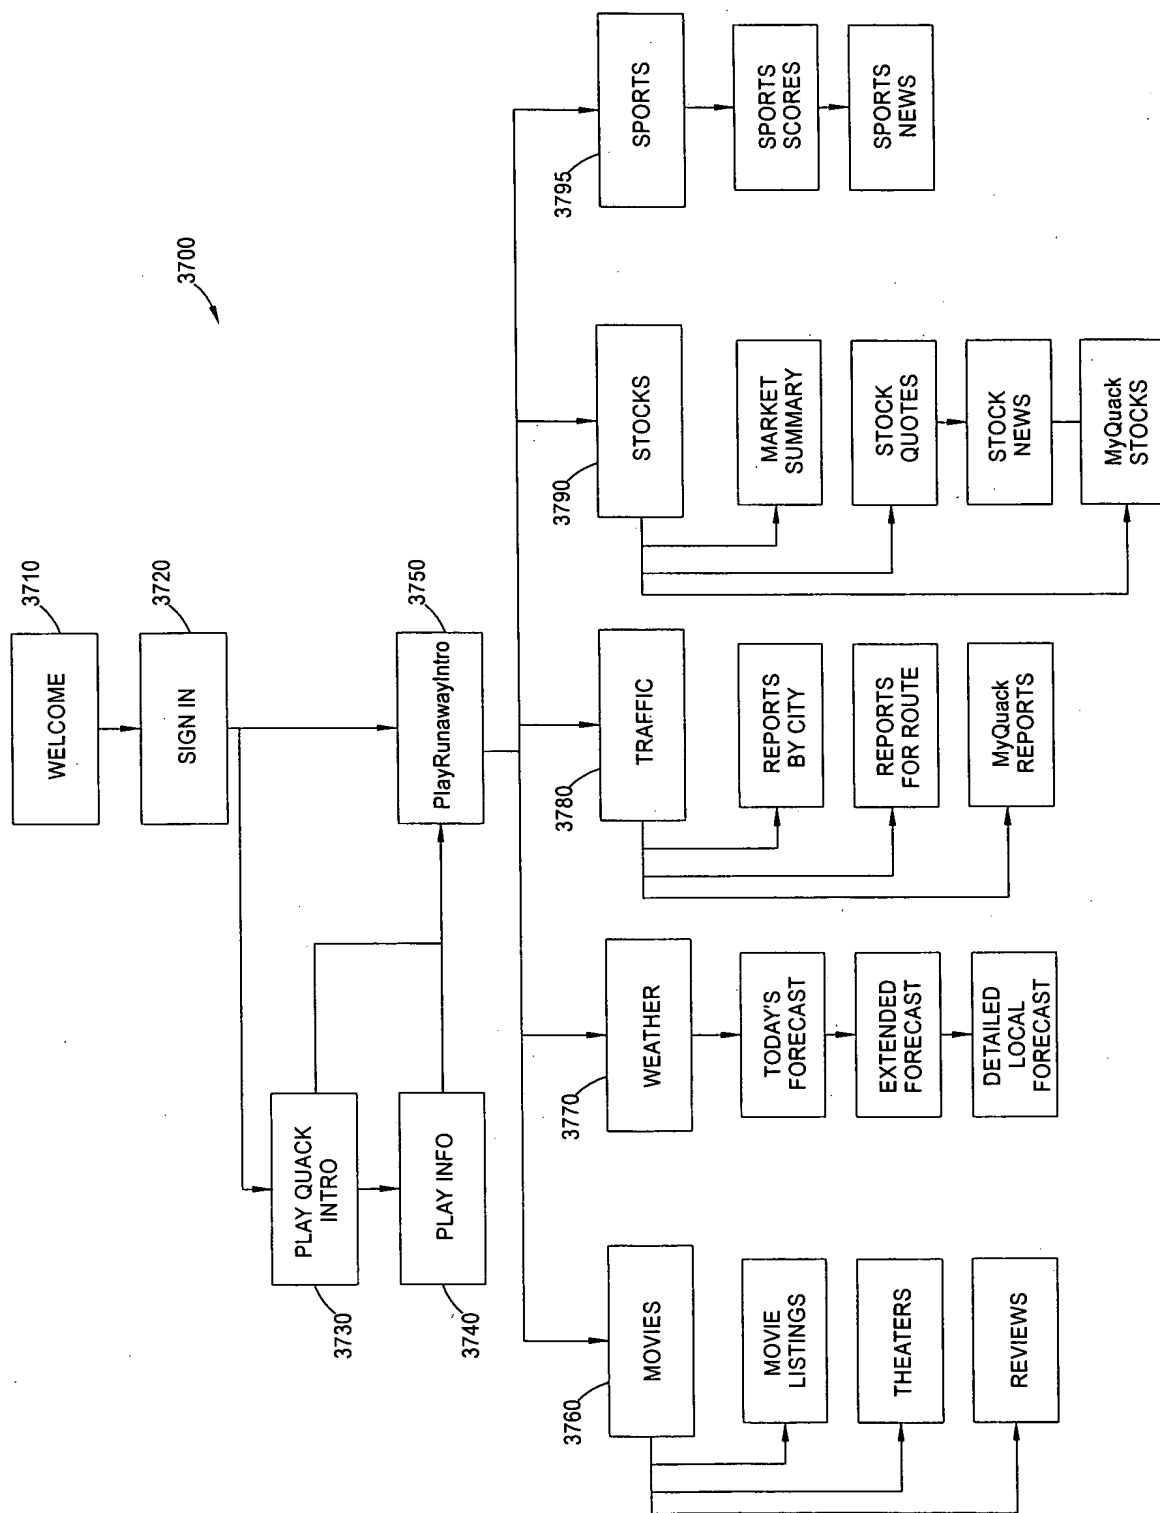 3700
WELCOME
3710
SIGN IN
3720
PLAY QUACK
INTRO
3730
PLAY INFO
3740
PlayRunawayIntro
3750
MOVIES
3760
MOVIE
LISTINGS
THEATERS
REVIEWS
WEATHER
3770
TODAY'S
FORECAST
EXTENDED
FORECAST
DETAILED
LOCAL
FORECAST
TRAFFIC
3780
REPORTS
BY CITY
REPORTS
FOR ROUTE
MyQuack
REPORTS
STOCKS
3790
MARKET
SUMMARY
STOCK
QUOTES
STOCK
NEWS
MyQuack
STOCKS
SPORTS
3795
SPORTS
SCORES
SPORTS
NEWS